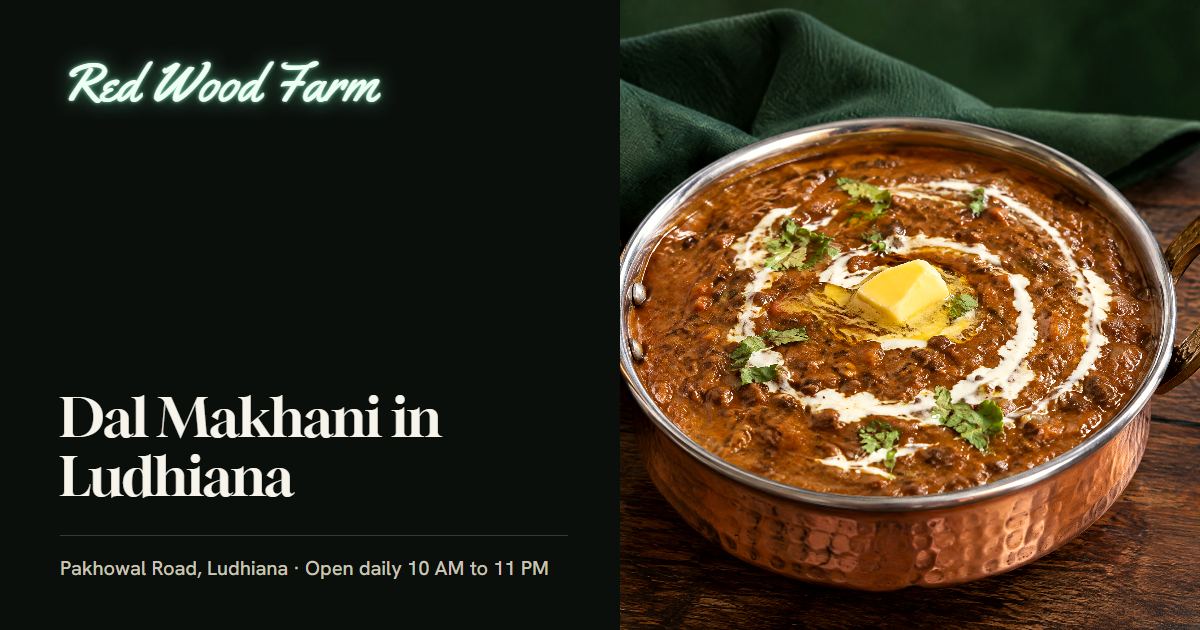 Red Wood Farm
Dal Makhani in
Ludhiana
Pakhowal Road, Ludhiana · Open daily 10 AM to 11 PM